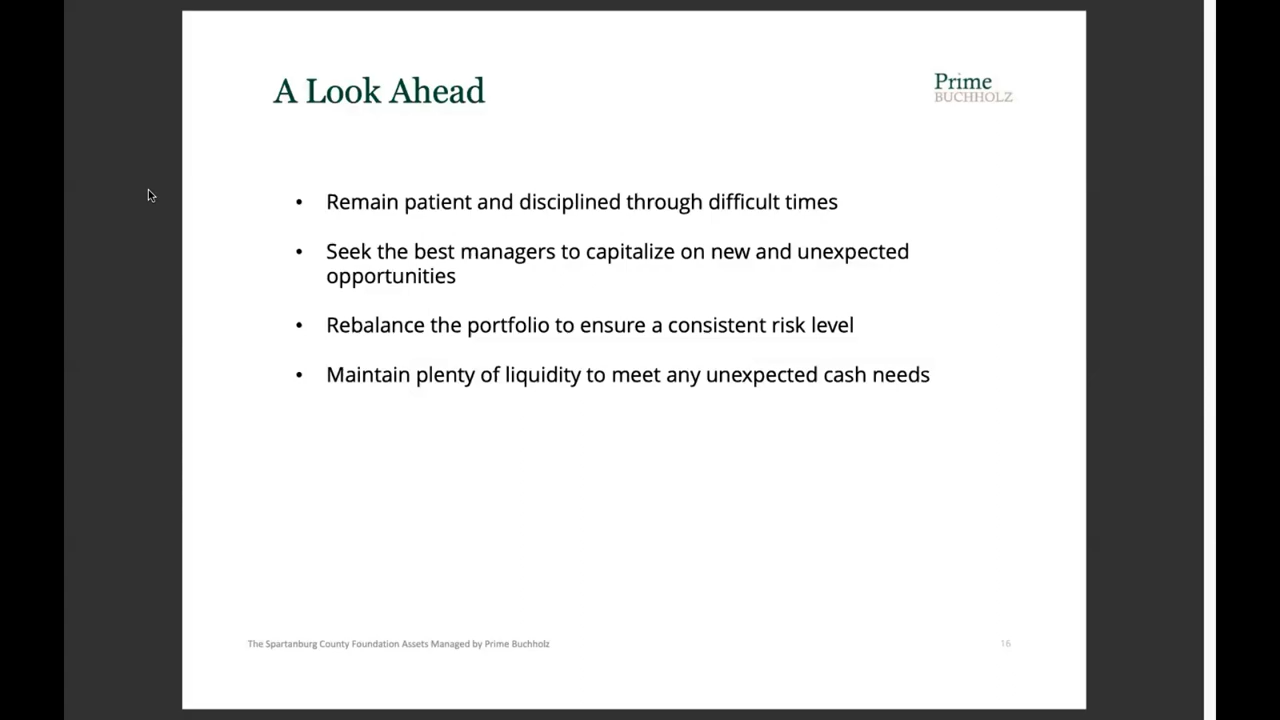 A Look Ahead
Prime
BUCHHOLZ
• Remain patient and disciplined through difficult times
• Seek the best managers to capitalize on new and unexpected
opportunities
• Rebalance the portfolio to ensure a consistent risk level
• Maintain plenty of liquidity to meet any unexpected cash needs
The Spartanburg County Foundation Assets Managed by Prime Buchholz
16